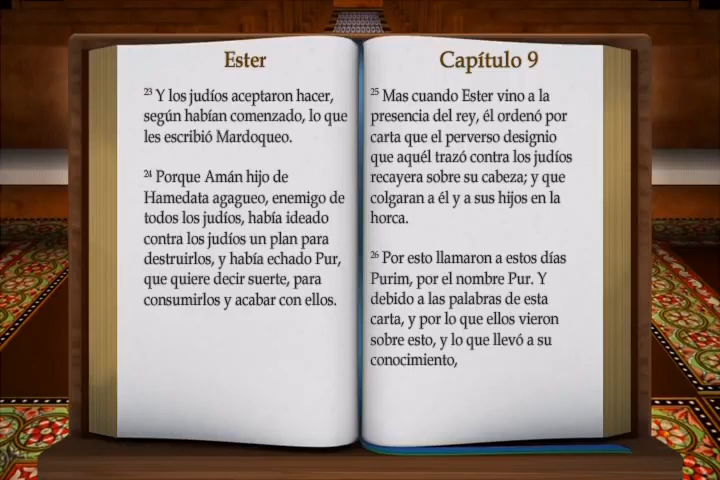 Ester
23 Y los judíos aceptaron hacer,
según habían comenzado, lo que
les escribió Mardoqueo.
24 Porque Amán hijo de
Hamedata agagueo, enemigo de
todos los judíos, había ideado
contra los judíos un plan para
destruirlos, y había echado Pur,
que quiere decir suerte, para
consumirlos y acabar con ellos.
Capítulo 9
25 Mas cuando Ester vino a la
presencia del rey, él ordenó por
carta que el perverso designio
que aquél trazó contra los judíos
recayera sobre su cabeza; y que
colgaran a él y a sus hijos en la
horca.
26 Por esto llamaron a estos días
Purim, por el nombre Pur. Y
debido a las palabras de esta
carta, y por lo que ellos vieron
sobre esto, y lo que llevó a su
conocimiento,